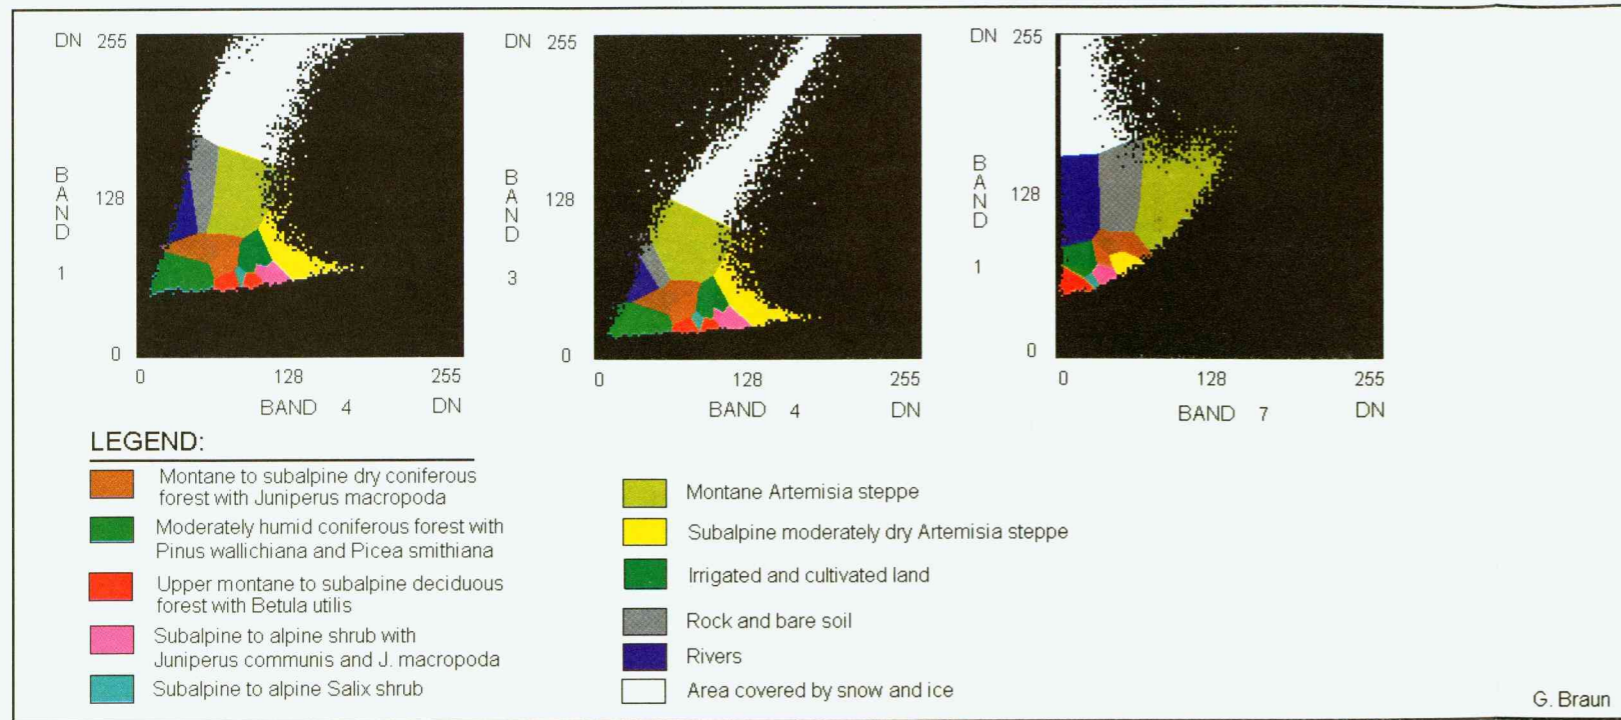 DN 255
BAND
128
1
0
0 128 255
BAND 4 DN
DN 255
BAND
128
3
0
0 128 255
BAND 4 DN
DN 255
BAND
128
1
0
0 128 255
BAND 7 DN
LEGEND:
Montane to subalpine dry coniferous
forest with Juniperus macropoda
Moderately humid coniferous forest with
Pinus wallichiana and Picea smithiana
Upper montane to subalpine deciduous
forest with Betula utilis
Subalpine to alpine shrub with
Juniperus communis and J. macropoda
Subalpine to alpine Salix shrub
Montane Artemisia steppe
Subalpine moderately dry Artemisia steppe
Irrigated and cultivated land
Rock and bare soil
Rivers
Area covered by snow and ice
G. Braun